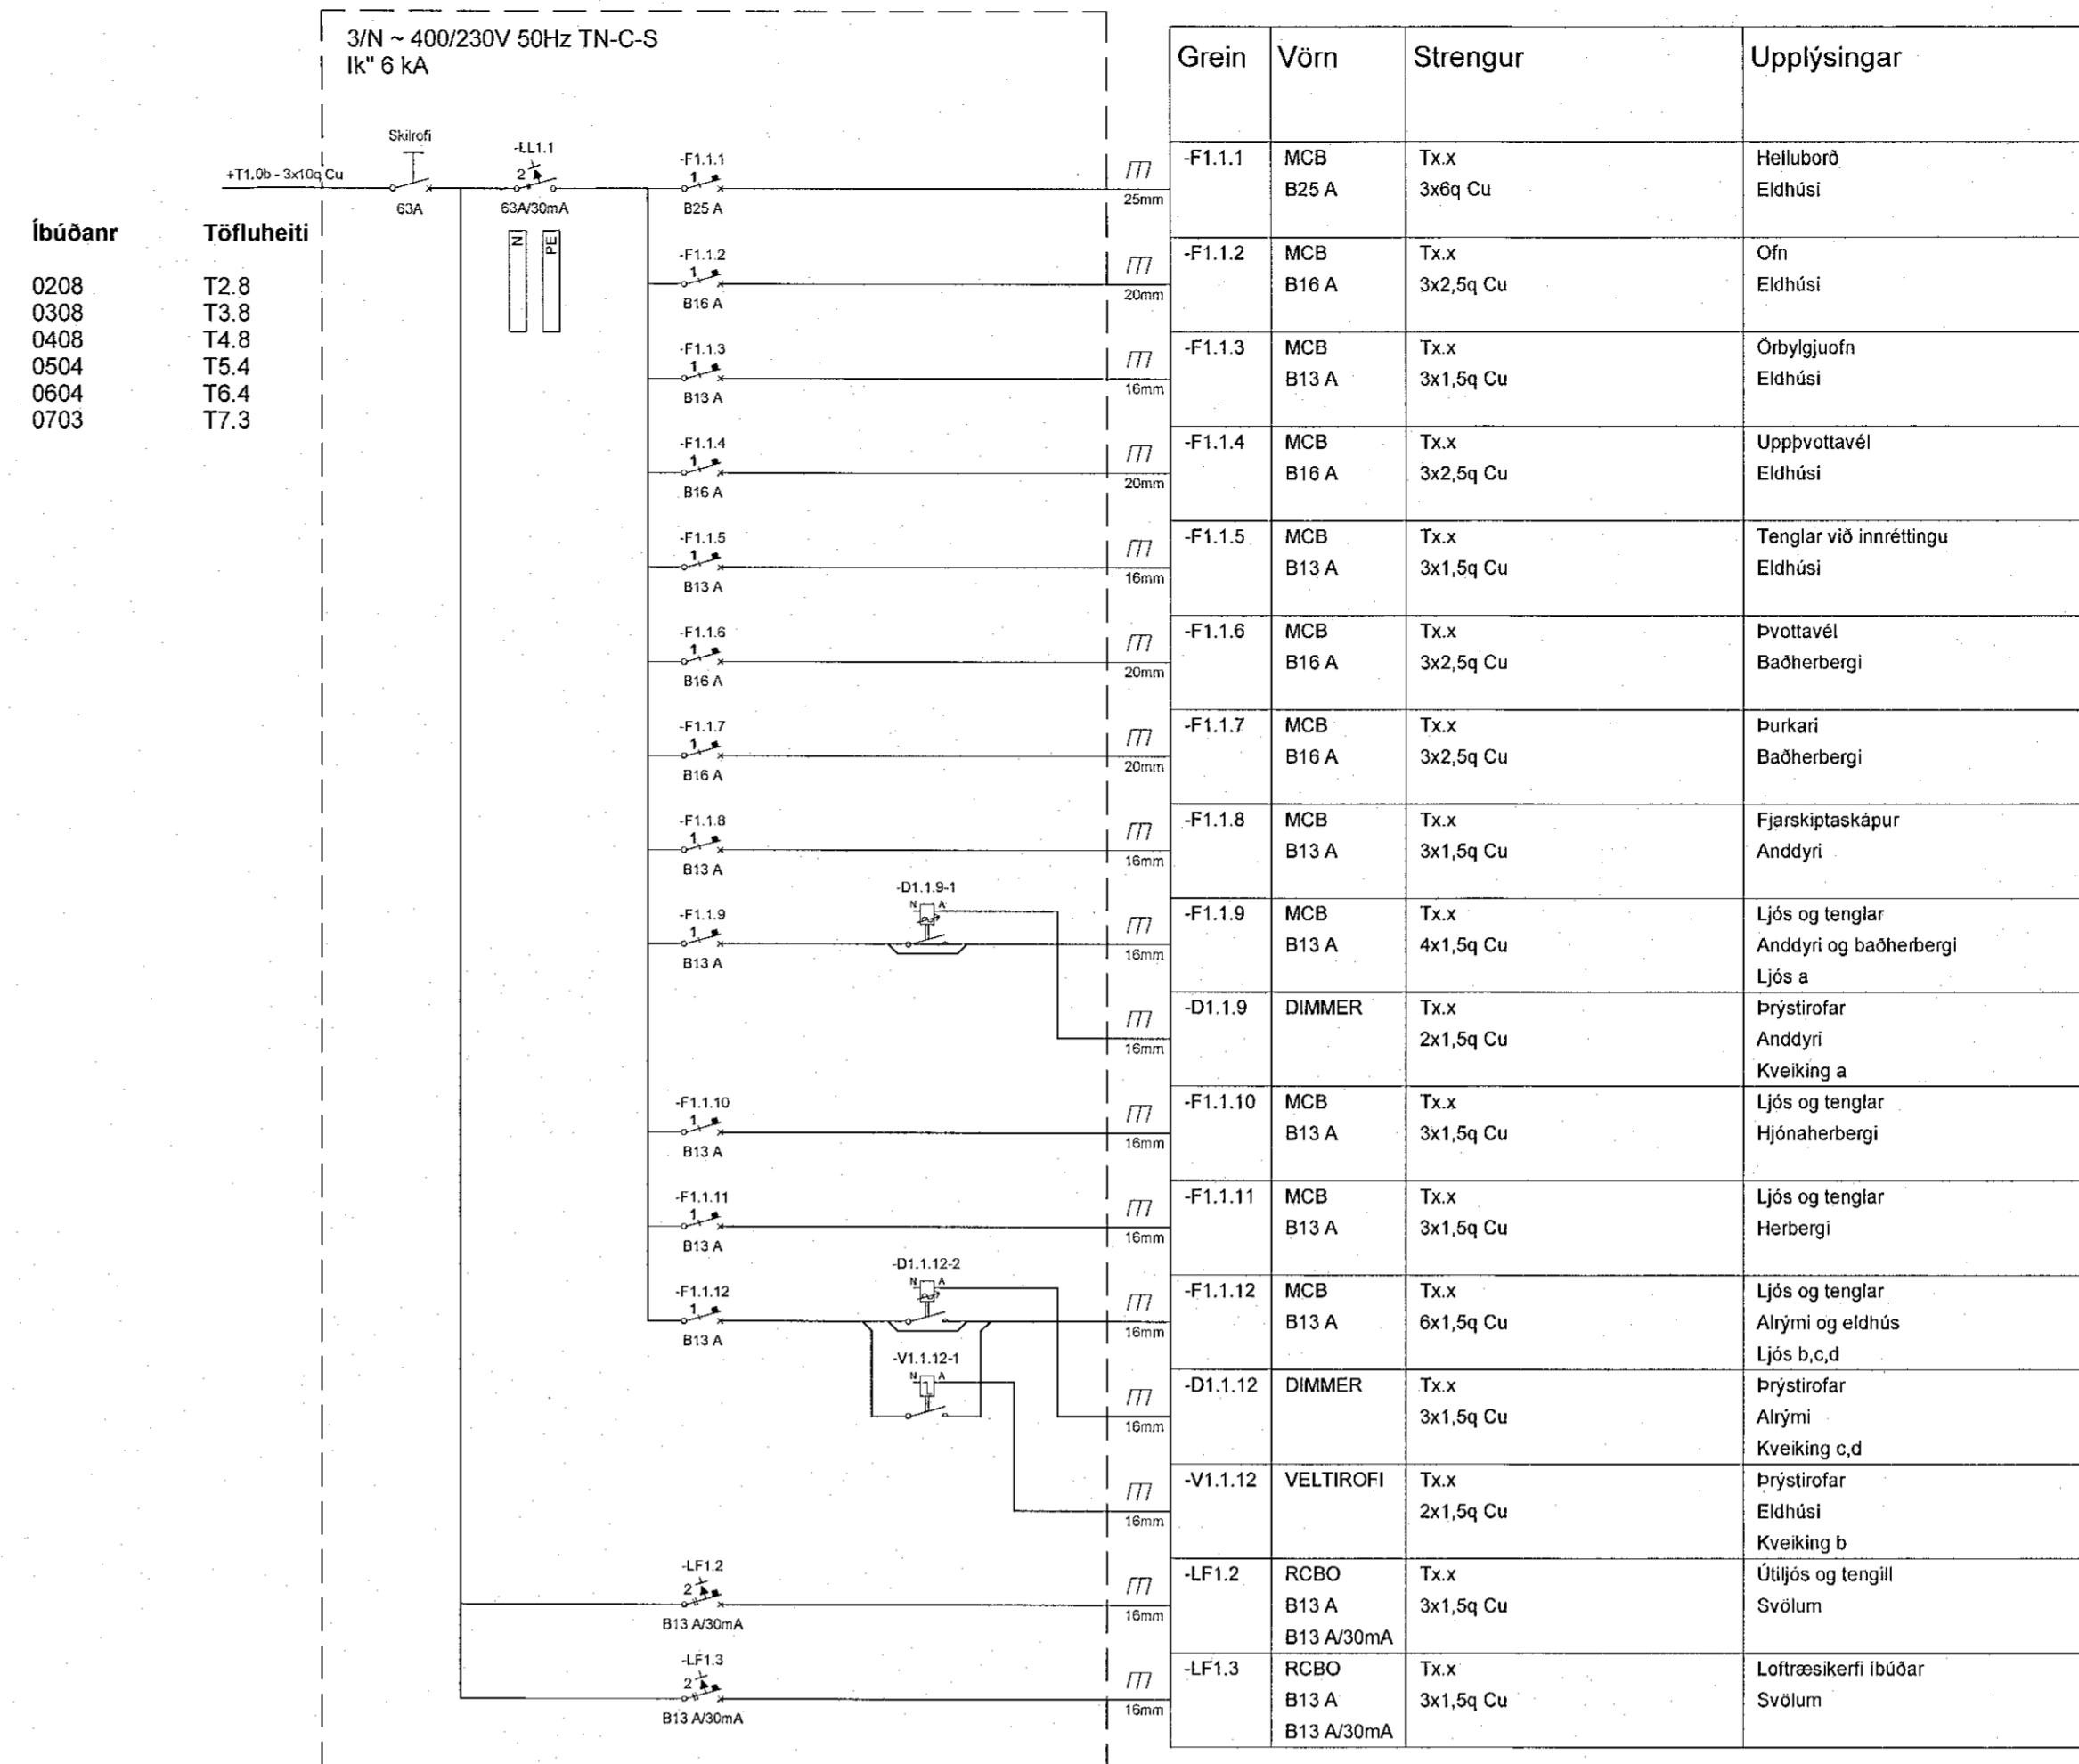 3/N ~ 400/230V 50Hz TN-C-S
Ik" 6 kA
Skilrofi
+T1.0b - 3x10q Cu
63A
-LL1.1
2
63A/30mA
N
PE
Íbúðanr Töfluheiti
0208 T2.8
0308 T3.8
0408 T4.8
0504 T5.4
0604 T6.4
0703 T7.3
-F1.1.1
1
B25 A
25mm
-F1.1.2
1
B16 A
20mm
-F1.1.3
1
B13 A
16mm
-F1.1.4
1
B16 A
20mm
-F1.1.5
1
B13 A
16mm
-F1.1.6
1
B16 A
20mm
-F1.1.7
1
B16 A
20mm
-F1.1.8
1
B13 A
16mm
-F1.1.9
1
B13 A
-D1.1.9-1
N A
16mm
16mm
-F1.1.10
1
B13 A
16mm
-F1.1.11
1
B13 A
16mm
-F1.1.12
1
B13 A
-D1.1.12-2
N A
16mm
-V1.1.12-1
N A
16mm
16mm
-LF1.2
2
B13 A/30mA
16mm
-LF1.3
2
B13 A/30mA
16mm
Grein Vörn Strengur Upplýsingar
-F1.1.1 MCB Tx.x Helluborð
B25 A 3x6q Cu Eldhúsi
-F1.1.2 MCB Tx.x Ofn
B16 A 3x2,5q Cu Eldhúsi
-F1.1.3 MCB Tx.x Örbylgjuofn
B13 A 3x1,5q Cu Eldhúsi
-F1.1.4 MCB Tx.x Uppþvottavél
B16 A 3x2,5q Cu Eldhúsi
-F1.1.5 MCB Tx.x Tenglar við innréttingu
B13 A 3x1,5q Cu Eldhúsi
-F1.1.6 MCB Tx.x Þvottavél
B16 A 3x2,5q Cu Baðherbergi
-F1.1.7 MCB Tx.x Þurkari
B16 A 3x2,5q Cu Baðherbergi
-F1.1.8 MCB Tx.x Fjarskiptaskápur
B13 A 3x1,5q Cu Anddyri
-F1.1.9 MCB Tx.x Ljós og tenglar
B13 A 4x1,5q Cu Anddyri og baðherbergi
Ljós a
-D1.1.9 DIMMER Tx.x Þrýstirofar
2x1,5q Cu Anddyri
Kveiking a
-F1.1.10 MCB Tx.x Ljós og tenglar
B13 A 3x1,5q Cu Hjónaherbergi
-F1.1.11 MCB Tx.x Ljós og tenglar
B13 A 3x1,5q Cu Herbergi
-F1.1.12 MCB Tx.x Ljós og tenglar
B13 A 6x1,5q Cu Alrými og eldhús
Ljós b,c,d
-D1.1.12 DIMMER Tx.x Þrýstirofar
3x1,5q Cu Alrými
Kveiking c,d
-V1.1.12 VELTIROFI Tx.x Þrýstirofar
2x1,5q Cu Eldhúsi
Kveiking b
-LF1.2 RCBO Tx.x Útiljós og tengill
B13 A 3x1,5q Cu Svölum
B13 A/30mA
-LF1.3 RCBO Tx.x Loftræsikerfi íbúðar
B13 A 3x1,5q Cu Svölum
B13 A/30mA